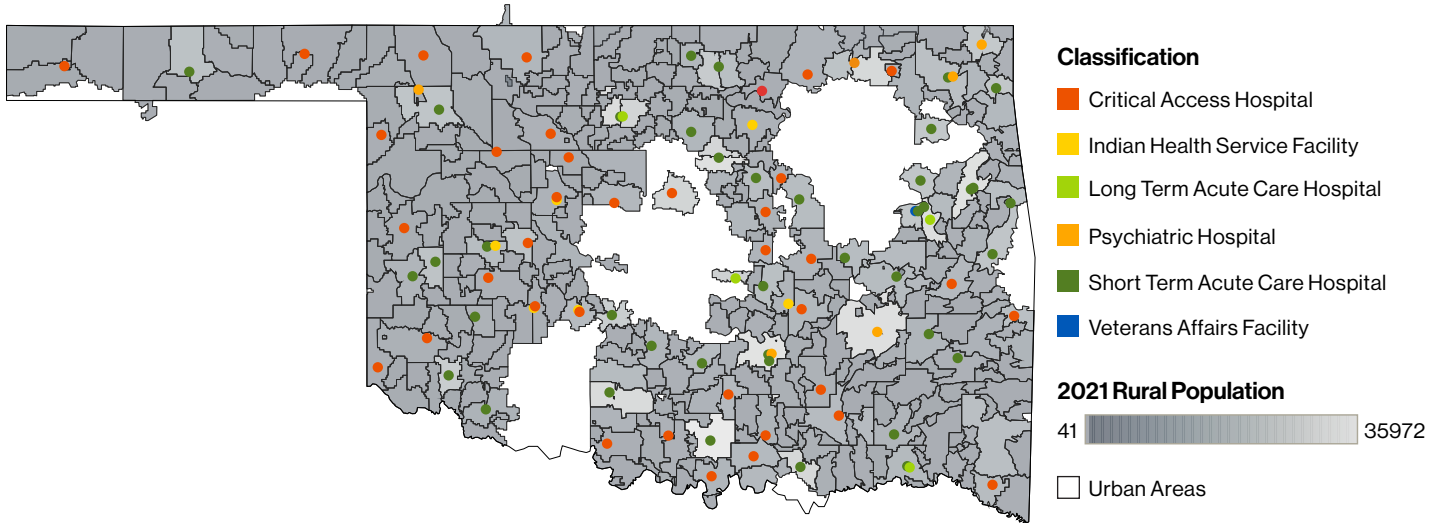 Classification
Critical Access Hospital
Indian Health Service Facility
Long Term Acute Care Hospital
Psychiatric Hospital
Short Term Acute Care Hospital
Veterans Affairs Facility
2021 Rural Population
41 35972
Urban Areas